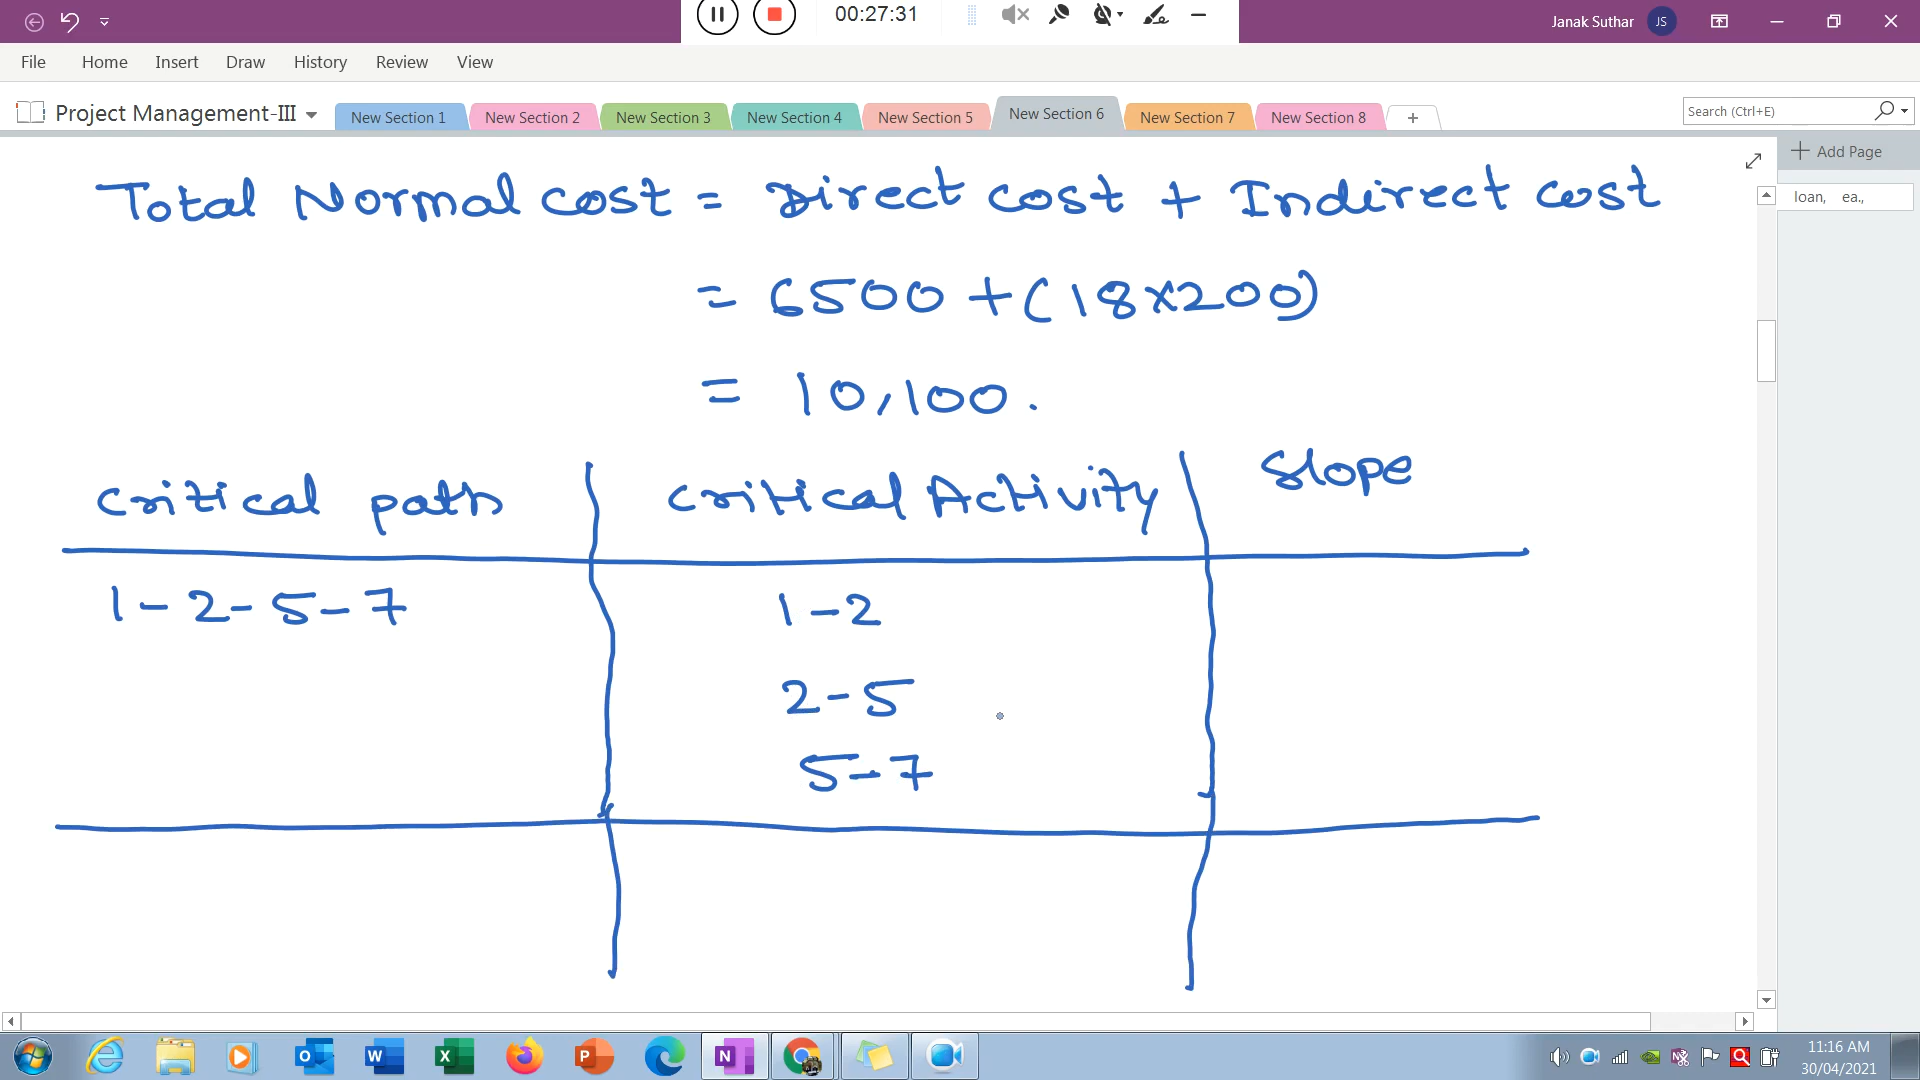 00:27:31
Janak Suthar JS
File Home Insert Draw History Review View
Project Management-III New Section 1 New Section 2 New Section 3 New Section 4 New Section 5 New Section 6 New Section 7 New Section 8 + Search (Ctrl+E)
Add Page
loan, ea.,
Total Normal cost = Direct cost + Indirect cost
= 6500 + (18×200)
= 10,100.
critical path critical Activity slope
1-2-5-7 1-2
2-5
5-7
11:16 AM
30/04/2021